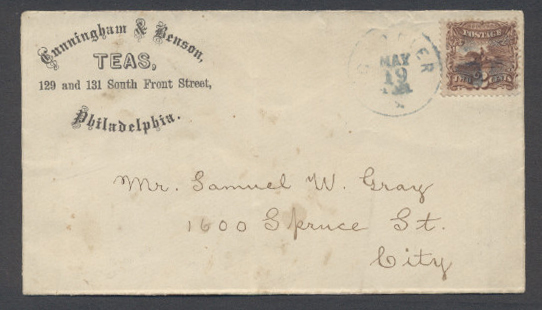 Cunningham & Benson,
TEAS,
129 and 131 South Front Street,
Philadelphia.
MAY
19
POSTAGE
Mr. Samuel W. Gray
1600 Spruce St.
City